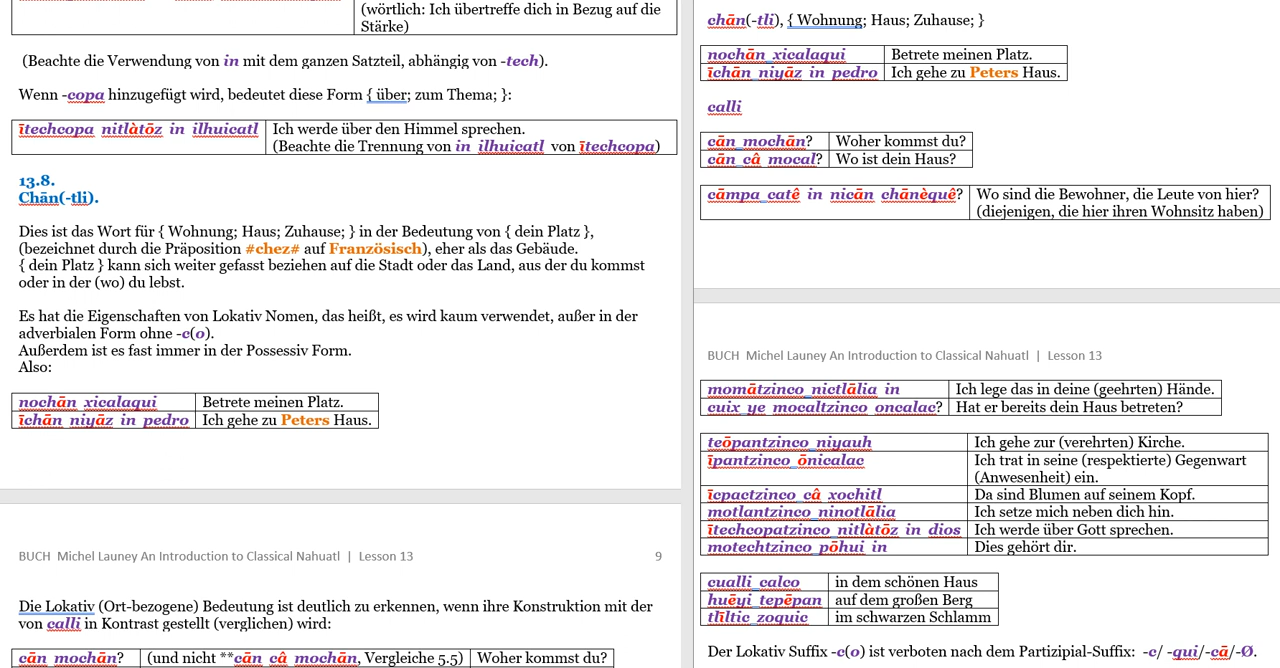 (wörtlich: Ich übertreffe dich in Bezug auf die
Stärke)
(Beachte die Verwendung von in mit dem ganzen Satzteil, abhängig von -tech).
Wenn -copa hinzugefügt wird, bedeutet diese Form { über; zum Thema; }:
ītechcopa nitlàtōz in ilhuicatl Ich werde über den Himmel sprechen.
(Beachte die Trennung von in ilhuicatl von ītechcopa)
13.8.
Chān(-tli).
Dies ist das Wort für { Wohnung; Haus; Zuhause; } in der Bedeutung von { dein Platz },
(bezeichnet durch die Präposition #chez# auf Französisch), eher als das Gebäude.
{ dein Platz } kann sich weiter gefasst beziehen auf die Stadt oder das Land, aus der du kommst
oder in der (wo) du lebst.
Es hat die Eigenschaften von Lokativ Nomen, das heißt, es wird kaum verwendet, außer in der
adverbialen Form ohne -c(o).
Außerdem ist es fast immer in der Possessiv Form.
Also:
nochān xicalaqui Betrete meinen Platz.
īchān niyāz in pedro Ich gehe zu Peters Haus.
BUCH Michel Launey An Introduction to Classical Nahuatl | Lesson 13 9
Die Lokativ (Ort-bezogene) Bedeutung ist deutlich zu erkennen, wenn ihre Konstruktion mit der
von calli in Kontrast gestellt (verglichen) wird:
cān mochān? (und nicht **cān câ mochān, Vergleiche 5.5) Woher kommst du?
chān(-tli), { Wohnung; Haus; Zuhause; }
nochān xicalaqui Betrete meinen Platz.
īchān niyāz in pedro Ich gehe zu Peters Haus.
calli
cān mochān? Woher kommst du?
cān câ mocal? Wo ist dein Haus?
cāmpa catê in nicān chānèquê? Wo sind die Bewohner, die Leute von hier?
(diejenigen, die hier ihren Wohnsitz haben)
BUCH Michel Launey An Introduction to Classical Nahuatl | Lesson 13
momātzinco nictlālia in Ich lege das in deine (geehrten) Hände.
cuix ye mocaltzinco oncalac? Hat er bereits dein Haus betreten?
teōpantzinco niyauh Ich gehe zur (verehrten) Kirche.
īpantzinco ōnicalac Ich trat in seine (respektierte) Gegenwart
(Anwesenheit) ein.
īcpactzinco câ xochitl Da sind Blumen auf seinem Kopf.
motlantzinco ninotlālia Ich setze mich neben dich hin.
ītechcopatzinco nitlàtōz in dios Ich werde über Gott sprechen.
motechtzinco pōhui in Dies gehört dir.
cualli calco in dem schönen Haus
huēyi tepēpan auf dem großen Berg
tlīltic zoquic im schwarzen Schlamm
Der Lokativ Suffix -c(o) ist verboten nach dem Partizipial-Suffix: -c/ -qui/-cā/-Ø.